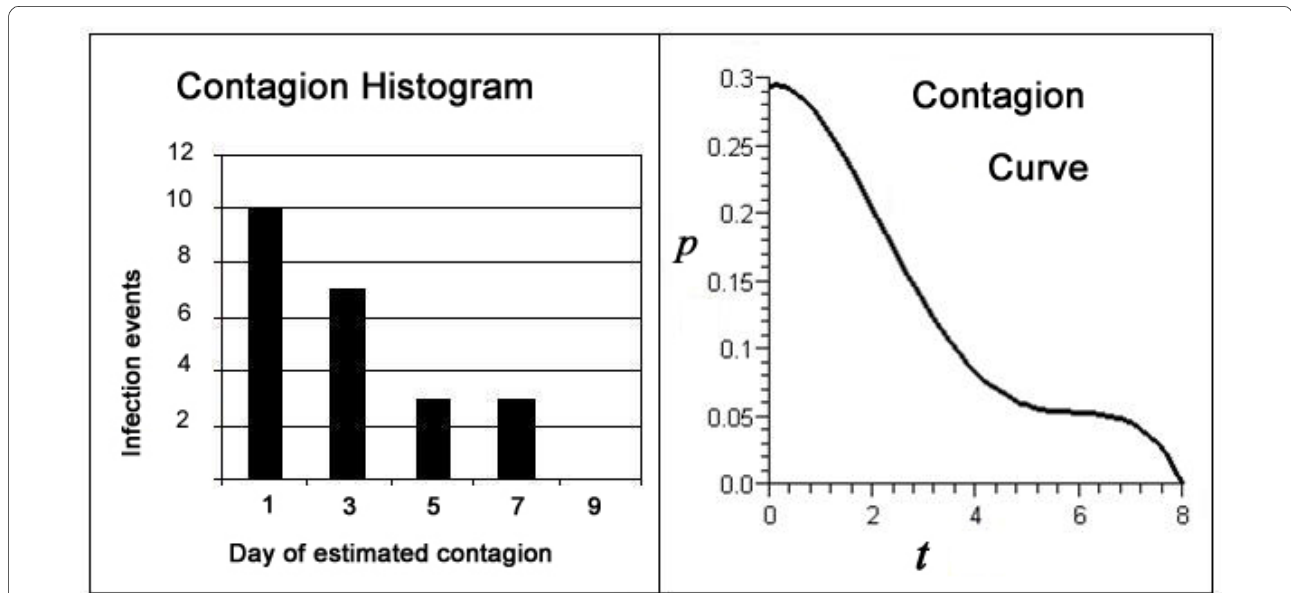 Contagion Histogram
12
10
8
6
4
2
Infection events
1 3 5 7 9
Day of estimated contagion
Contagion
Curve
0.3
0.25
0.2
0.15
0.1
0.05
0.0
p
0 2 4 6 8
t